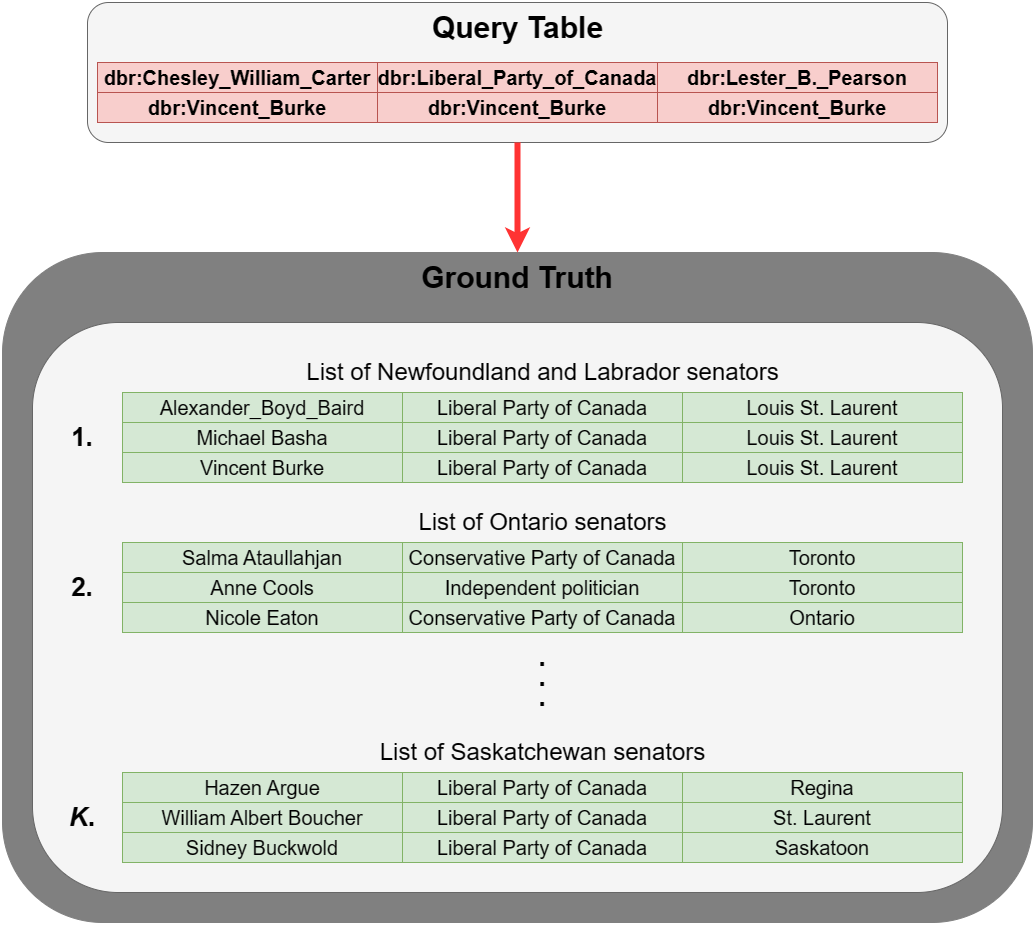 Query Table
dbr:Chesley_William_Carter dbr:Liberal_Party_of_Canada dbr:Lester_B._Pearson
dbr:Vincent_Burke dbr:Vincent_Burke dbr:Vincent_Burke
Ground Truth
List of Newfoundland and Labrador senators
1.
Alexander_Boyd_Baird Liberal Party of Canada Louis St. Laurent
Michael Basha Liberal Party of Canada Louis St. Laurent
Vincent Burke Liberal Party of Canada Louis St. Laurent
List of Ontario senators
2.
Salma Ataullahjan Conservative Party of Canada Toronto
Anne Cools Independent politician Toronto
Nicole Eaton Conservative Party of Canada Ontario
.
.
.
List of Saskatchewan senators
K.
Hazen Argue Liberal Party of Canada Regina
William Albert Boucher Liberal Party of Canada St. Laurent
Sidney Buckwold Liberal Party of Canada Saskatoon